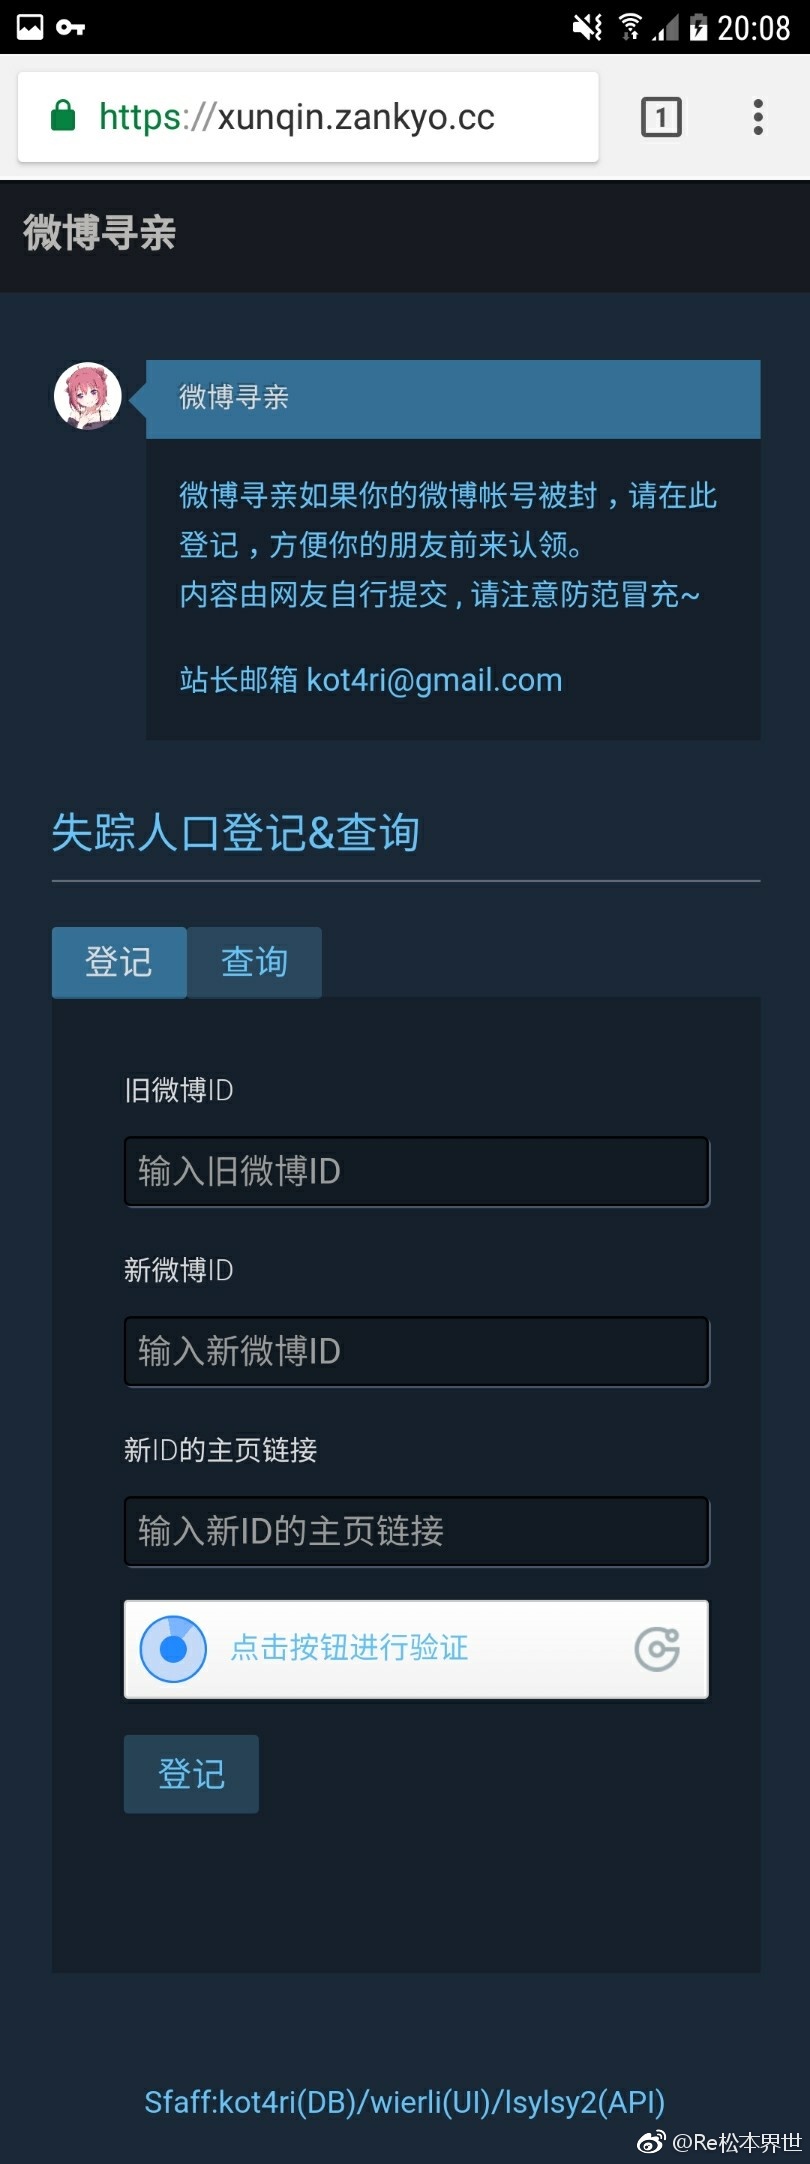 20:08
https://xunqin.zankyo.cc
1
微博寻亲
微博寻亲
微博寻亲如果你的微博帐号被封，请在此
登记，方便你的朋友前来认领。
内容由网友自行提交，请注意防范冒充~
站长邮箱 kot4ri@gmail.com
失踪人口登记&查询
登记 查询
旧微博ID
输入旧微博ID
新微博ID
输入新微博ID
新ID的主页链接
输入新ID的主页链接
点击按钮进行验证
登记
Sfaff:kot4ri(DB)/wierli(UI)/lsylsy2(API)
@Re松本界世